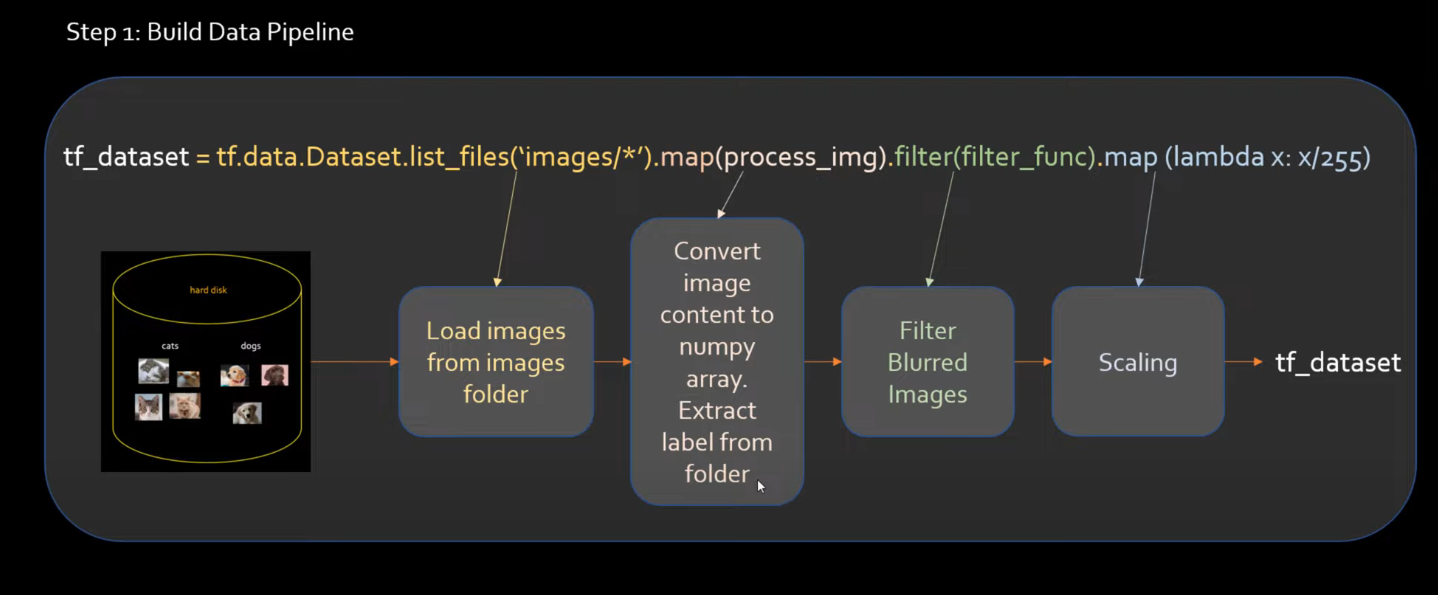 Step 1: Build Data Pipeline
tf_dataset = tf.data.Dataset.list_files(‘images/*’).map(process_img).filter(filter_func).map (lambda x: x/255)
hard disk
cats
dogs
Load images
from images
folder
Convert
image
content to
numpy
array.
Extract
label from
folder
Filter
Blurred
Images
Scaling
tf_dataset